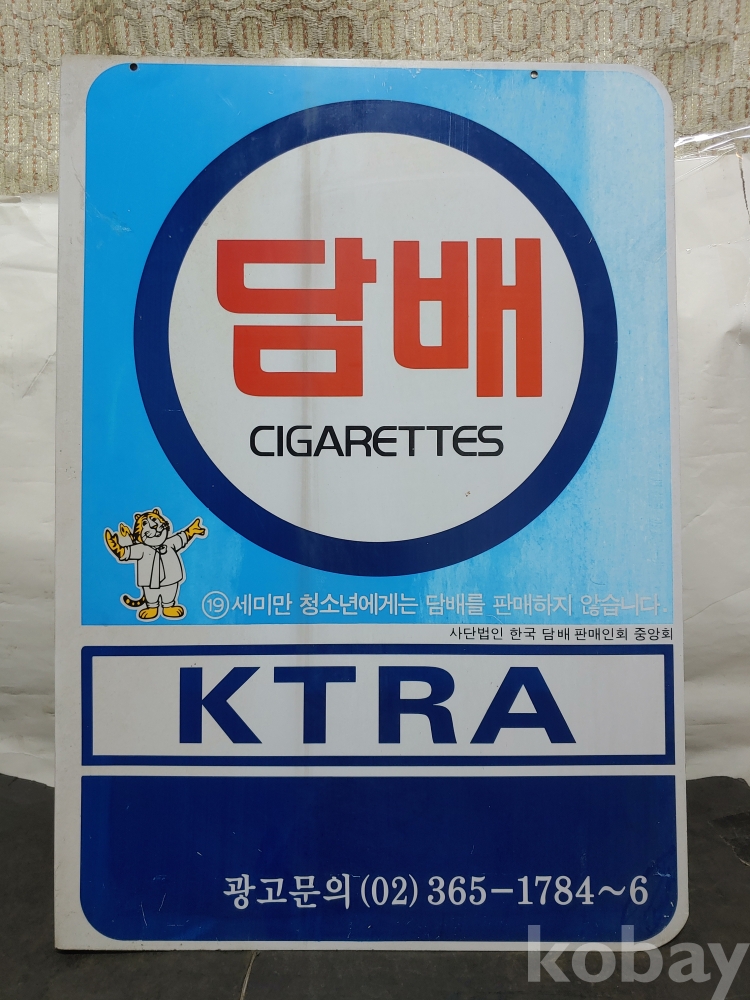 담배
CIGARETTES
⑲세미만 청소년에게는 담배를 판매하지 않습니다.
사단법인 한국 담배 판매인회 중앙회
KTRA
광고문의 (02) 365-1784~6
kobay